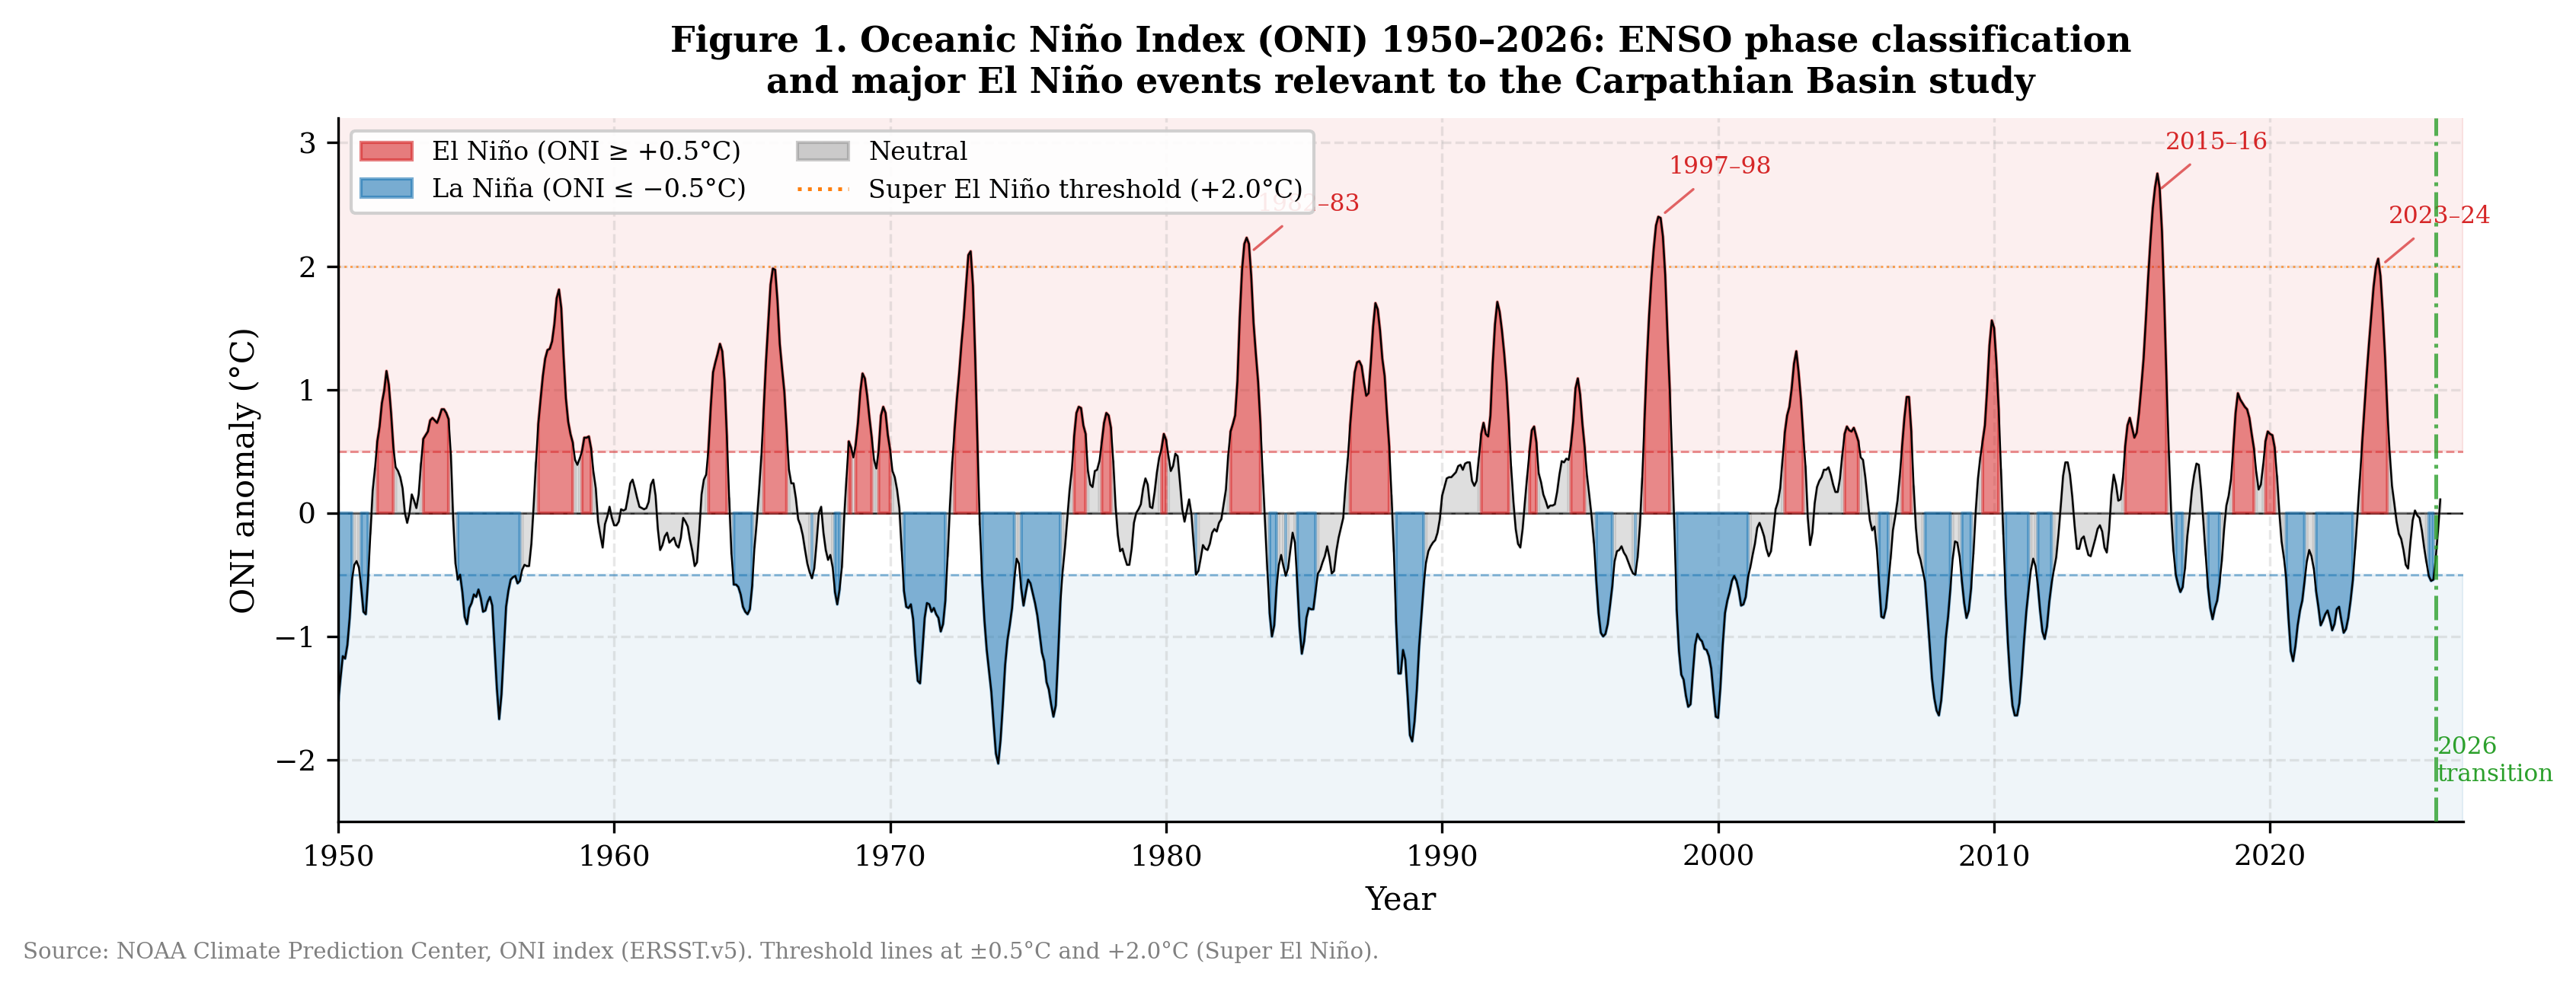 Figure 1. Oceanic Niño Index (ONI) 1950–2026: ENSO phase classification
and major El Niño events relevant to the Carpathian Basin study
El Niño (ONI ≥ +0.5°C)
La Niña (ONI ≤ −0.5°C)
Neutral
Super El Niño threshold (+2.0°C)
1982–83
1997–98
2015–16
2023–24
2026
transition
ONI anomaly (°C)
3
2
1
0
−1
−2
1950
1960
1970
1980
1990
2000
2010
2020
Year
Source: NOAA Climate Prediction Center, ONI index (ERSST.v5). Threshold lines at ±0.5°C and +2.0°C (Super El Niño).